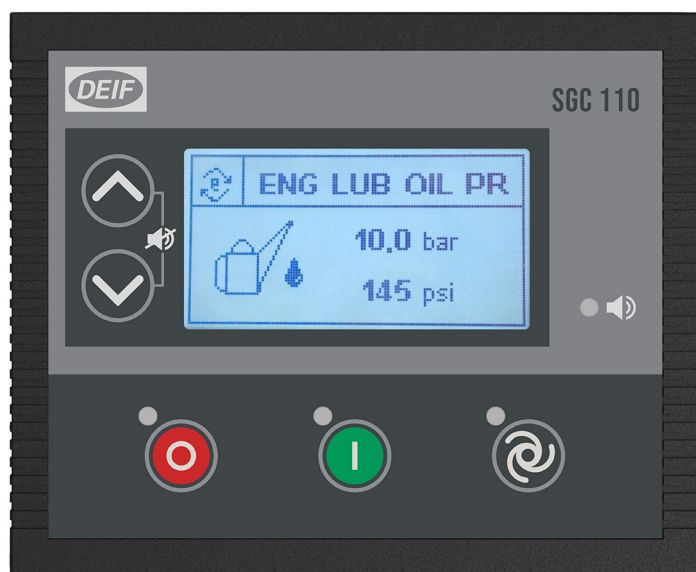 DEIF
SGC 110
ENG LUB OIL PR
10.0 bar
145 psi